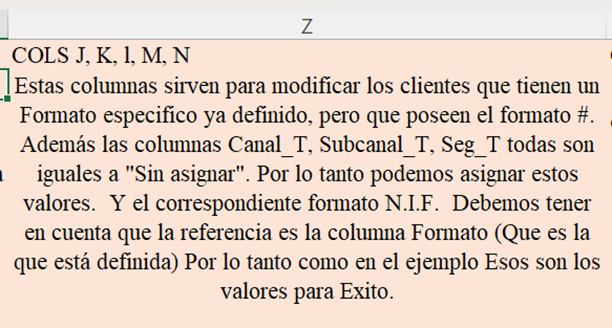 Z
COLS J, K, l, M, N
Estas columnas sirven para modificar los clientes que tienen un
Formato especifico ya definido, pero que poseen el formato #.
Además las columnas Canal_T, Subcanal_T, Seg_T todas son
iguales a "Sin asignar". Por lo tanto podemos asignar estos
valores.  Y el correspondiente formato N.I.F.  Debemos tener
en cuenta que la referencia es la columna Formato (Que es la
que está definida) Por lo tanto como en el ejemplo Esos son los
valores para Exito.